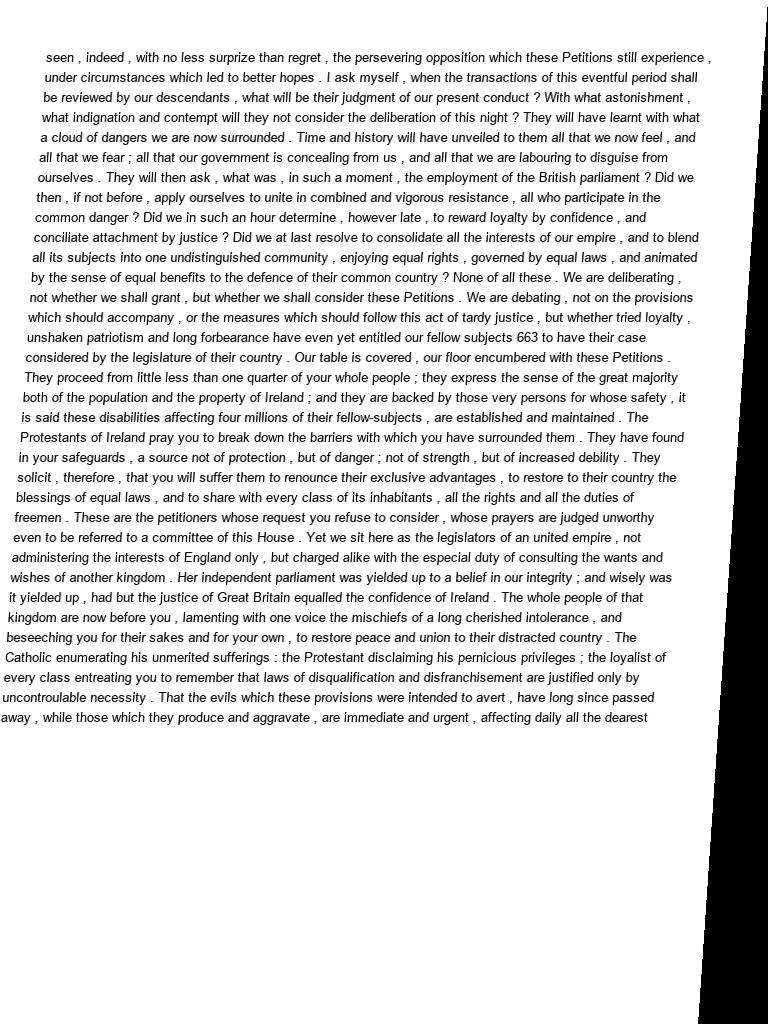 seen , indeed , with no less surprize than regret , the persevering opposition which these Petitions still experience ,
under circumstances which led to better hopes . I ask myself , when the transactions of this eventful period shall
be reviewed by our descendants , what will be their judgment of our present conduct ? With what astonishment ,
what indignation and contempt will they not consider the deliberation of this night ? They will have learnt with what
a cloud of dangers we are now surrounded . Time and history will have unveiled to them all that we now feel , and
all that we fear ; all that our government is concealing from us , and all that we are labouring to disguise from
ourselves . They will then ask , what was , in such a moment , the employment of the British parliament ? Did we
then , if not before , apply ourselves to unite in combined and vigorous resistance , all who participate in the
common danger ? Did we in such an hour determine , however late , to reward loyalty by confidence , and
conciliate attachment by justice ? Did we at last resolve to consolidate all the interests of our empire , and to blend
all its subjects into one undistinguished community , enjoying equal rights , governed by equal laws , and animated
by the sense of equal benefits to the defence of their common country ? None of all these . We are deliberating ,
not whether we shall grant , but whether we shall consider these Petitions . We are debating , not on the provisions
which should accompany , or the measures which should follow this act of tardy justice , but whether tried loyalty ,
unshaken patriotism and long forbearance have even yet entitled our fellow subjects 663 to have their case
considered by the legislature of their country . Our table is covered , our floor encumbered with these Petitions .
They proceed from little less than one quarter of your whole people ; they express the sense of the great majority
both of the population and the property of Ireland ; and they are backed by those very persons for whose safety , it
is said these disabilities affecting four millions of their fellow-subjects , are established and maintained . The
Protestants of Ireland pray you to break down the barriers with which you have surrounded them . They have found
in your safeguards , a source not of protection , but of danger ; not of strength , but of increased debility . They
solicit , therefore , that you will suffer them to renounce their exclusive advantages , to restore to their country the
blessings of equal laws , and to share with every class of its inhabitants , all the rights and all the duties of
freemen . These are the petitioners whose request you refuse to consider , whose prayers are judged unworthy
even to be referred to a committee of this House . Yet we sit here as the legislators of an united empire , not
administering the interests of England only , but charged alike with the especial duty of consulting the wants and
wishes of another kingdom . Her independent parliament was yielded up to a belief in our integrity ; and wisely was
it yielded up , had but the justice of Great Britain equalled the confidence of Ireland . The whole people of that
kingdom are now before you , lamenting with one voice the mischiefs of a long cherished intolerance , and
beseeching you for their sakes and for your own , to restore peace and union to their distracted country . The
Catholic enumerating his unmerited sufferings : the Protestant disclaiming his pernicious privileges ; the loyalist of
every class entreating you to remember that laws of disqualification and disfranchisement are justified only by
uncontroulable necessity . That the evils which these provisions were intended to avert , have long since passed
away , while those which they produce and aggravate , are immediate and urgent , affecting daily all the dearest